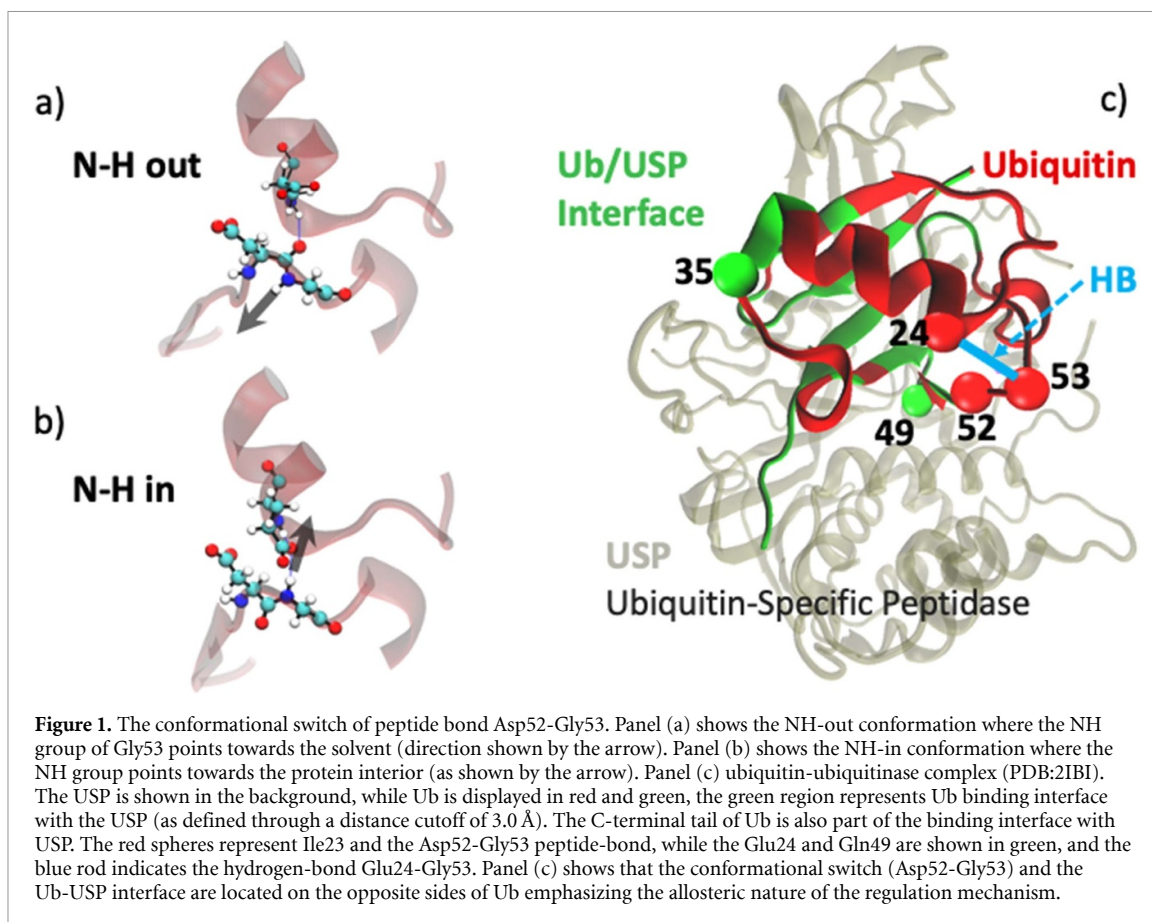 a)
N-H out
b)
N-H in
c)
Ub/USP
Interface
Ubiquitin
35
HB
24
53
49
52
USP
Ubiquitin-Specific Peptidase
Figure 1. The conformational switch of peptide bond Asp52-Gly53. Panel (a) shows the NH-out conformation where the NH
group of Gly53 points towards the solvent (direction shown by the arrow). Panel (b) shows the NH-in conformation where the
NH group points towards the protein interior (as shown by the arrow). Panel (c) ubiquitin-ubiquitinase complex (PDB:2IBI).
The USP is shown in the background, while Ub is displayed in red and green, the green region represents Ub binding interface
with the USP (as defined through a distance cutoff of 3.0 Å). The C-terminal tail of Ub is also part of the binding interface with
USP. The red spheres represent Ile23 and the Asp52-Gly53 peptide-bond, while the Glu24 and Gln49 are shown in green, and the
blue rod indicates the hydrogen-bond Glu24-Gly53. Panel (c) shows that the conformational switch (Asp52-Gly53) and the
Ub-USP interface are located on the opposite sides of Ub emphasizing the allosteric nature of the regulation mechanism.